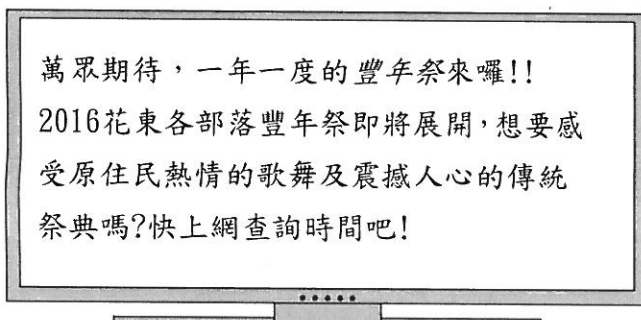 萬眾期待，一年一度的豐年祭來囉!!
2016花東各部落豐年祭即將展開，想要感
受原住民熱情的歌舞及震撼人心的傳統
祭典嗎?快上網查詢時間吧!